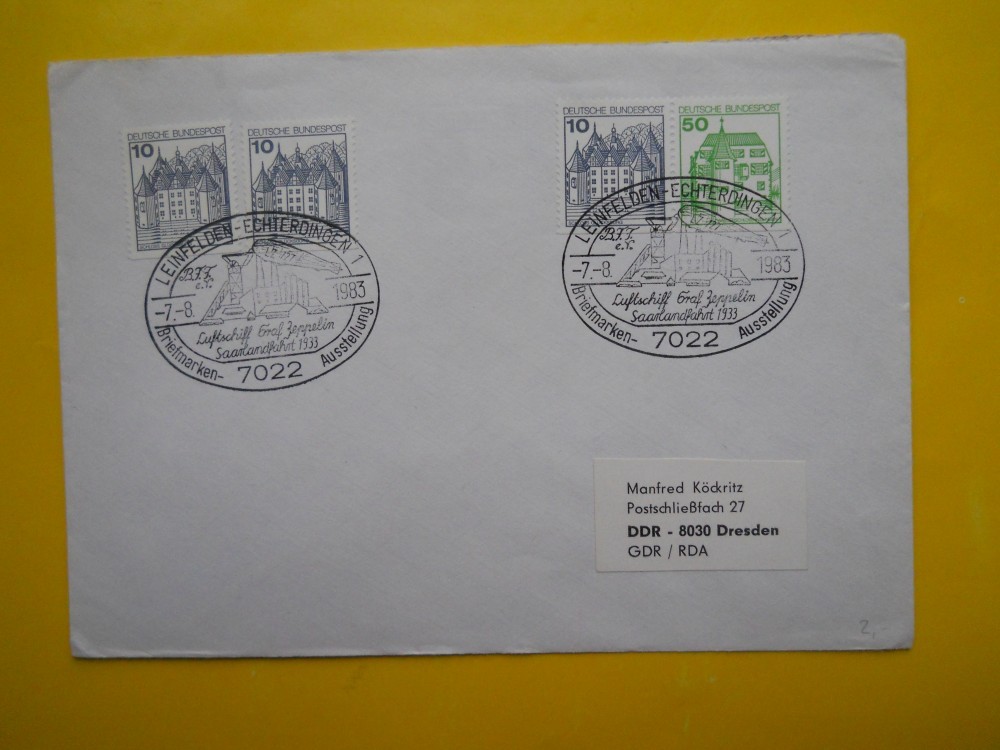 DEUTSCHE BUNDESPOST
10
DEUTSCHE BUNDESPOST
10
DEUTSCHE BUNDESPOST
10
DEUTSCHE BUNDESPOST
50
LEINFELDEN-ECHTERDINGEN 1
e.V.
-7.-8.
1983
Luftschiff Graf Zeppelin
Saarlandfahrt 1933
Briefmarken-
7022
Ausstellung
LEINFELDEN-ECHTERDINGEN 1
e.V.
-7.-8.
1983
Luftschiff Graf Zeppelin
Saarlandfahrt 1933
Briefmarken-
7022
Ausstellung
Manfred Köckritz
Postschließfach 27
DDR - 8030 Dresden
GDR / RDA
2,-